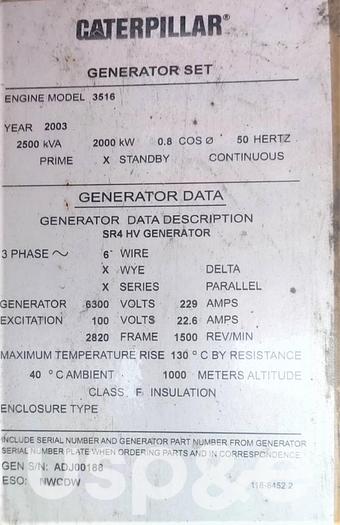 CATERPILLAR®
GENERATOR SET
ENGINE MODEL 3516
YEAR 2003
2500 kVA 2000 kW 0.8 COS Ø 50 HERTZ
PRIME X STANDBY CONTINUOUS
GENERATOR DATA
GENERATOR DATA DESCRIPTION
SR4 HV GENERATOR
3 PHASE ~ 6 WIRE
X WYE DELTA
X SERIES PARALLEL
GENERATOR 6300 VOLTS 229 AMPS
EXCITATION 100 VOLTS 22.6 AMPS
2820 FRAME 1500 REV/MIN
MAXIMUM TEMPERATURE RISE 130 °C BY RESISTANCE
40 °C AMBIENT 1000 METERS ALTITUDE
CLASS F INSULATION
ENCLOSURE TYPE
INCLUDE SERIAL NUMBER AND GENERATOR PART NUMBER FROM GENERATOR
SERIAL NUMBER PLATE WHEN ORDERING PARTS AND IN CORRESPONDENCE
GEN S/N: ADJ00188
ESO: NWCDW 116-8452 2